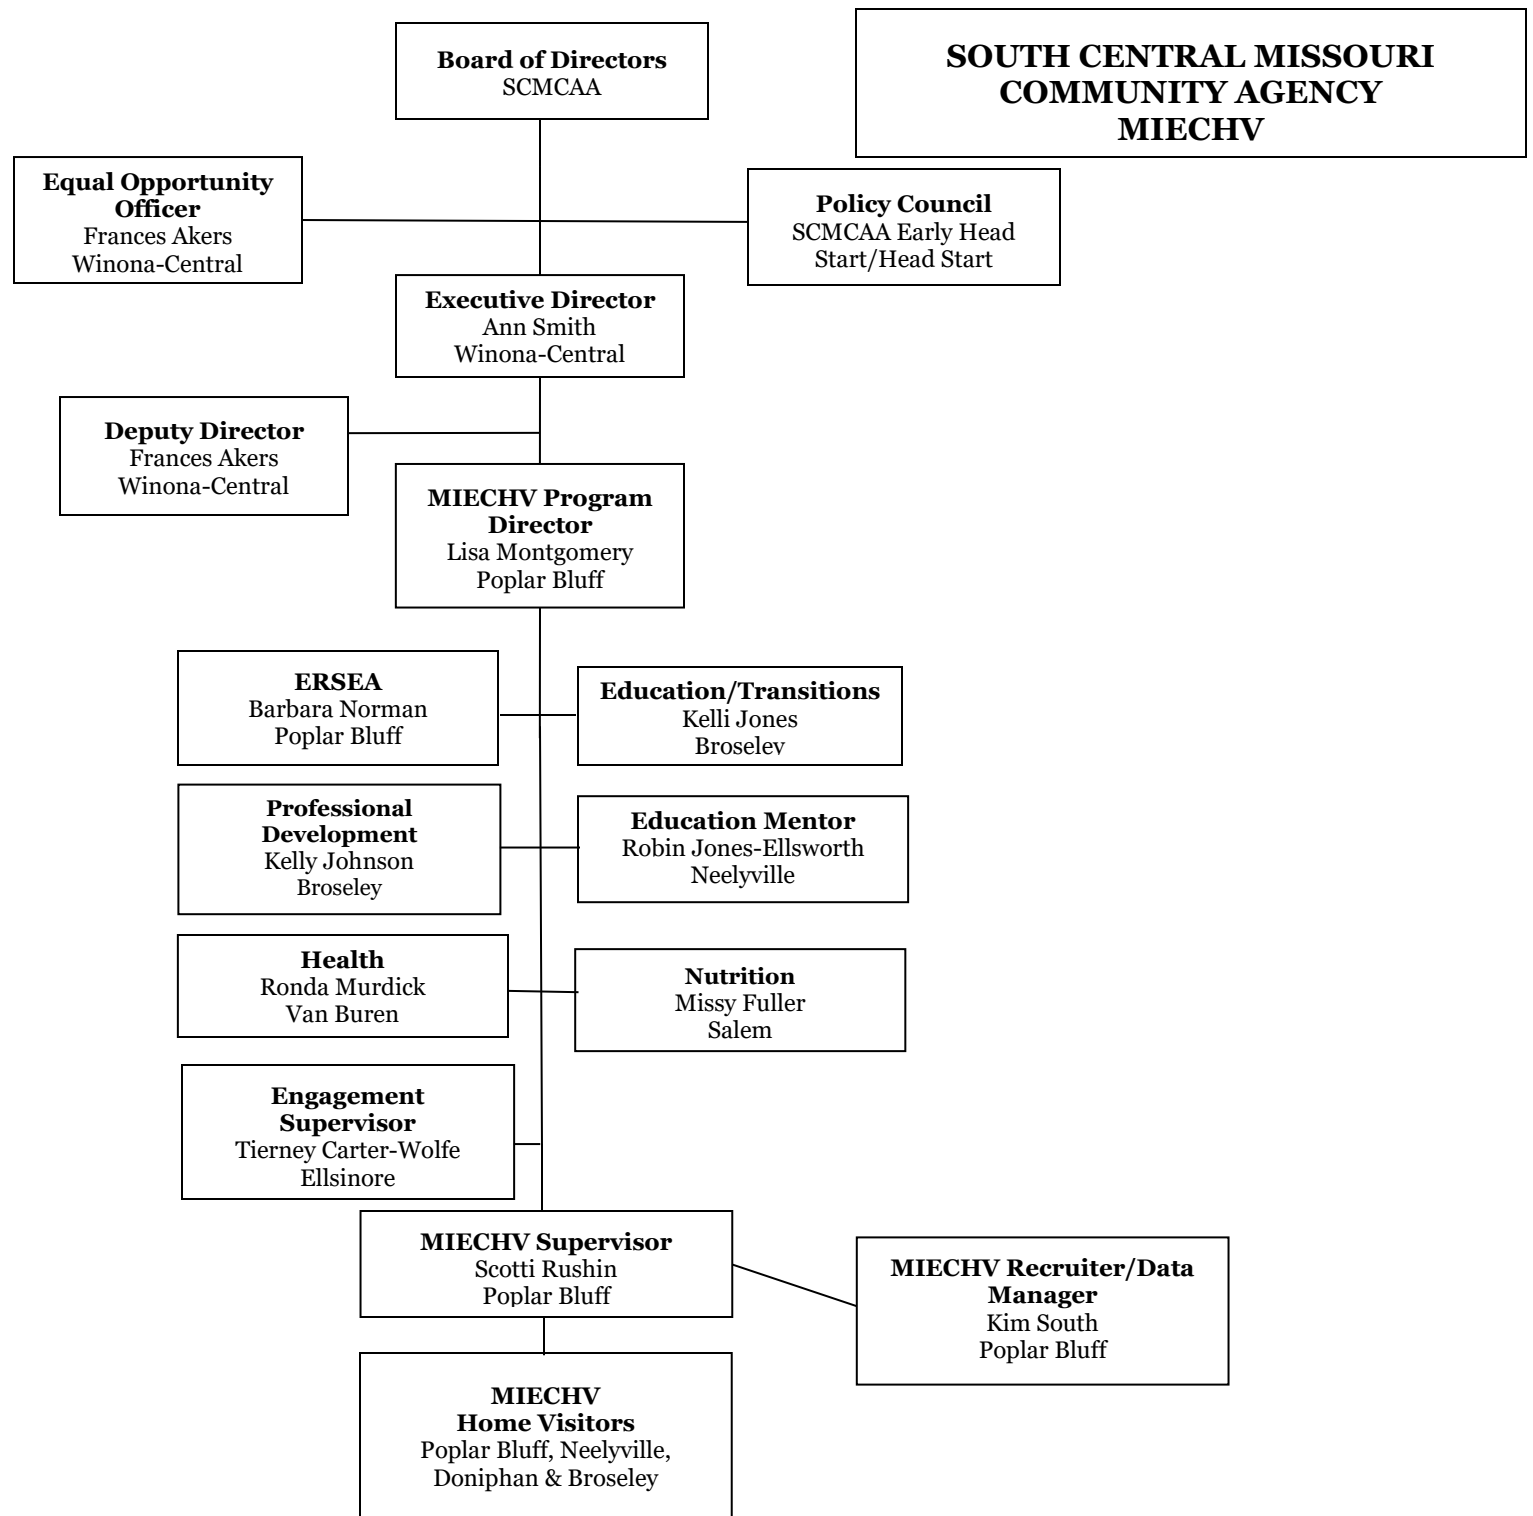 Board of Directors
SCMCAA
SOUTH CENTRAL MISSOURI
COMMUNITY AGENCY
MIECHV
Equal Opportunity
Officer
Frances Akers
Winona-Central
Policy Council
SCMCAA Early Head
Start/Head Start
Executive Director
Ann Smith
Winona-Central
Deputy Director
Frances Akers
Winona-Central
MIECHV Program
Director
Lisa Montgomery
Poplar Bluff
ERSEA
Barbara Norman
Poplar Bluff
Education/Transitions
Kelli Jones
Broseley
Professional
Development
Kelly Johnson
Broseley
Education Mentor
Robin Jones-Ellsworth
Neelyville
Health
Ronda Murdick
Van Buren
Nutrition
Missy Fuller
Salem
Engagement
Supervisor
Tierney Carter-Wolfe
Ellsinore
MIECHV Supervisor
Scotti Rushin
Poplar Bluff
MIECHV Recruiter/Data
Manager
Kim South
Poplar Bluff
MIECHV
Home Visitors
Poplar Bluff, Neelyville,
Doniphan & Broseley